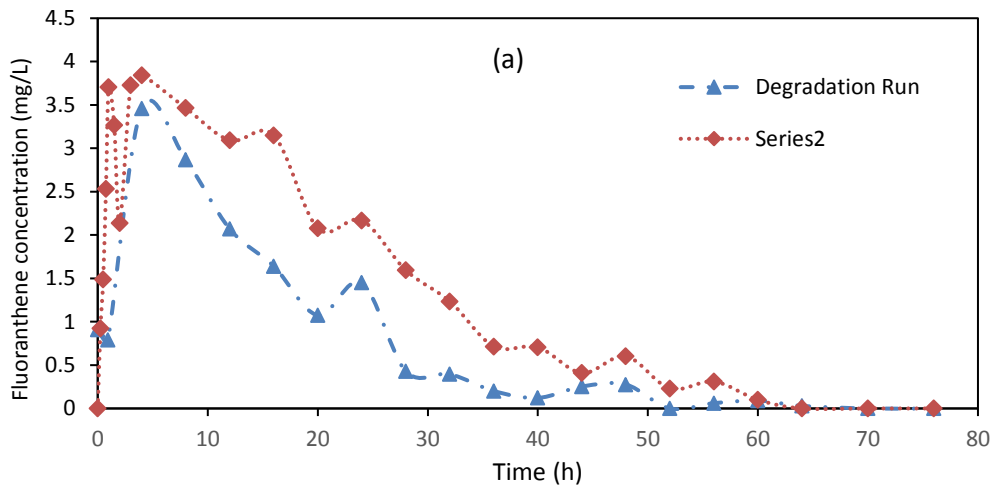 (a)
Fluoranthene concentration (mg/L)
4.5
4
3.5
3
2.5
2
1.5
1
0.5
0
Degradation Run
Series2
0 10 20 30 40 50 60 70 80
Time (h)